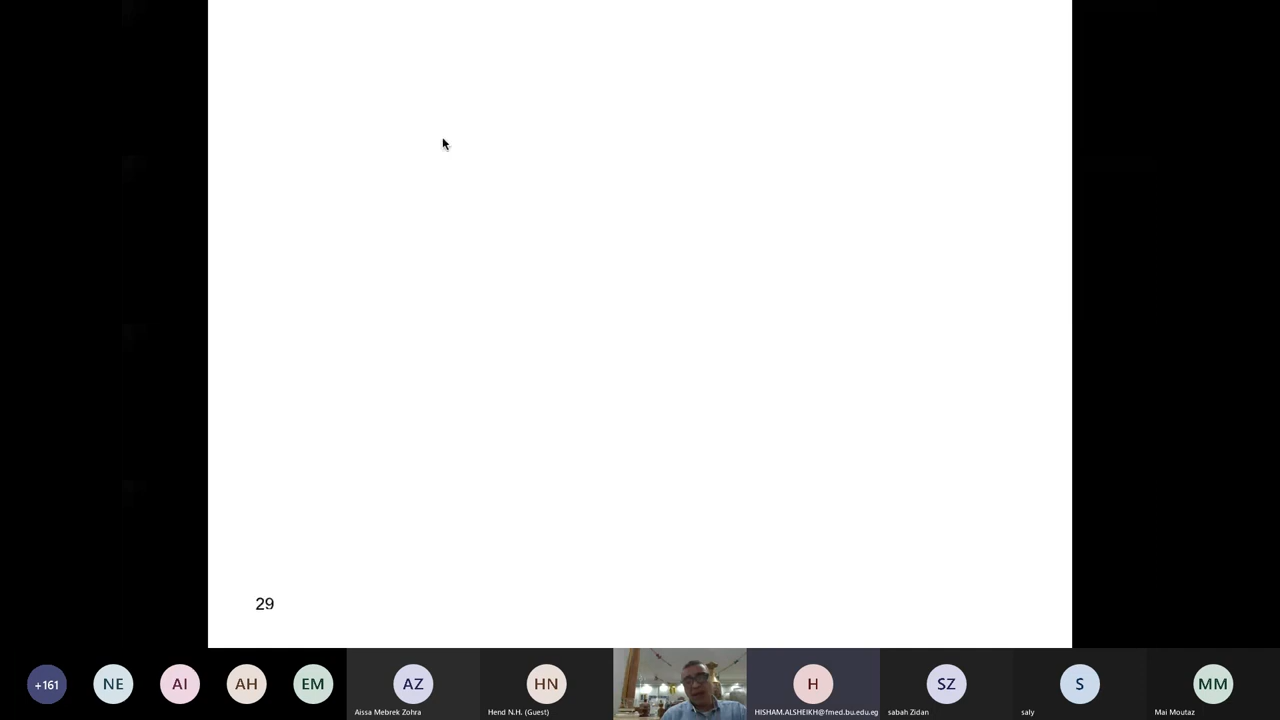 29
+161
NE
AI
AH
EM
AZ
Aissa Mebrek Zohra
HN
Hend N.H. (Guest)
H
HISHAM.ALSHEIKH@fmed.bu.edu.eg
SZ
sabah Zidan
S
saly
MM
Mai Moutaz